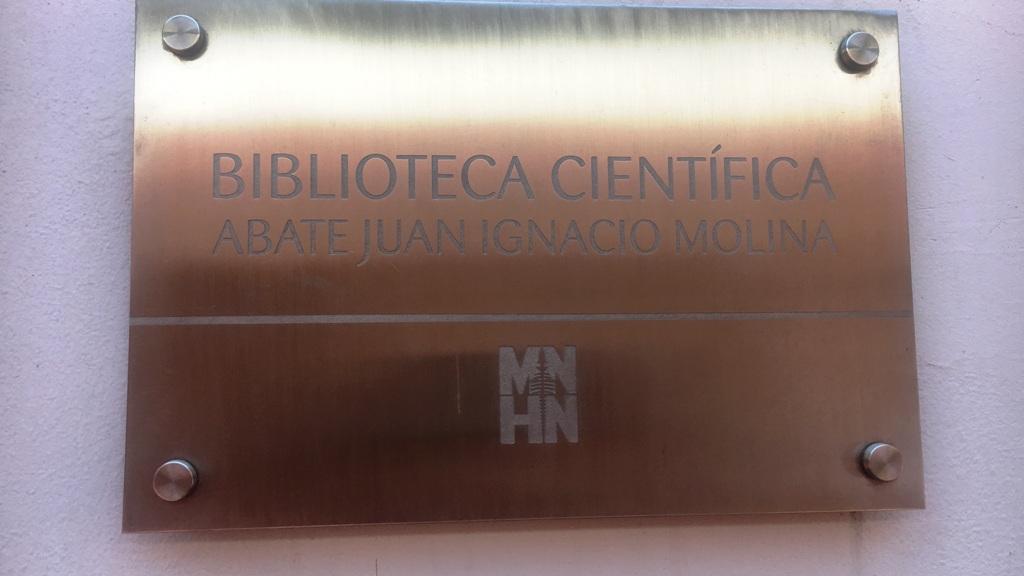 BIBLIOTECA CIENTÍFICA
ABATE JUAN IGNACIO MOLINA
MN
HN